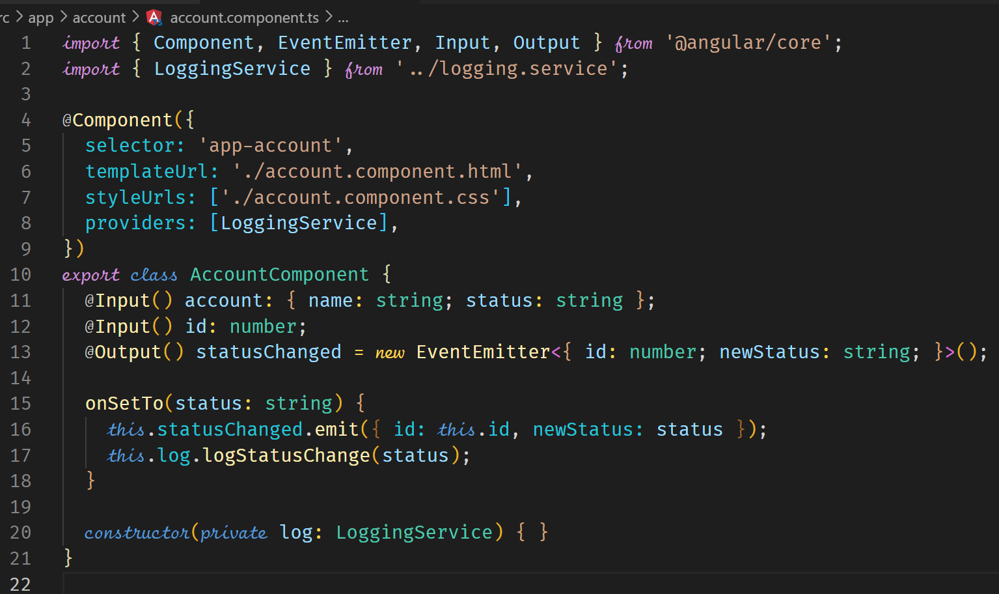 rc > app > account > account.component.ts > ...
1 import { Component, EventEmitter, Input, Output } from '@angular/core';
2 import { LoggingService } from '../logging.service';
3
4 @Component({
5   selector: 'app-account',
6   templateUrl: './account.component.html',
7   styleUrls: ['./account.component.css'],
8   providers: [LoggingService],
9 })
10 export class AccountComponent {
11   @Input() account: { name: string; status: string };
12   @Input() id: number;
13   @Output() statusChanged = new EventEmitter<{ id: number; newStatus: string; }>();
14
15   onSetTo(status: string) {
16     this.statusChanged.emit({ id: this.id, newStatus: status });
17     this.log.logStatusChange(status);
18   }
19
20   constructor(private log: LoggingService) { }
21 }
22